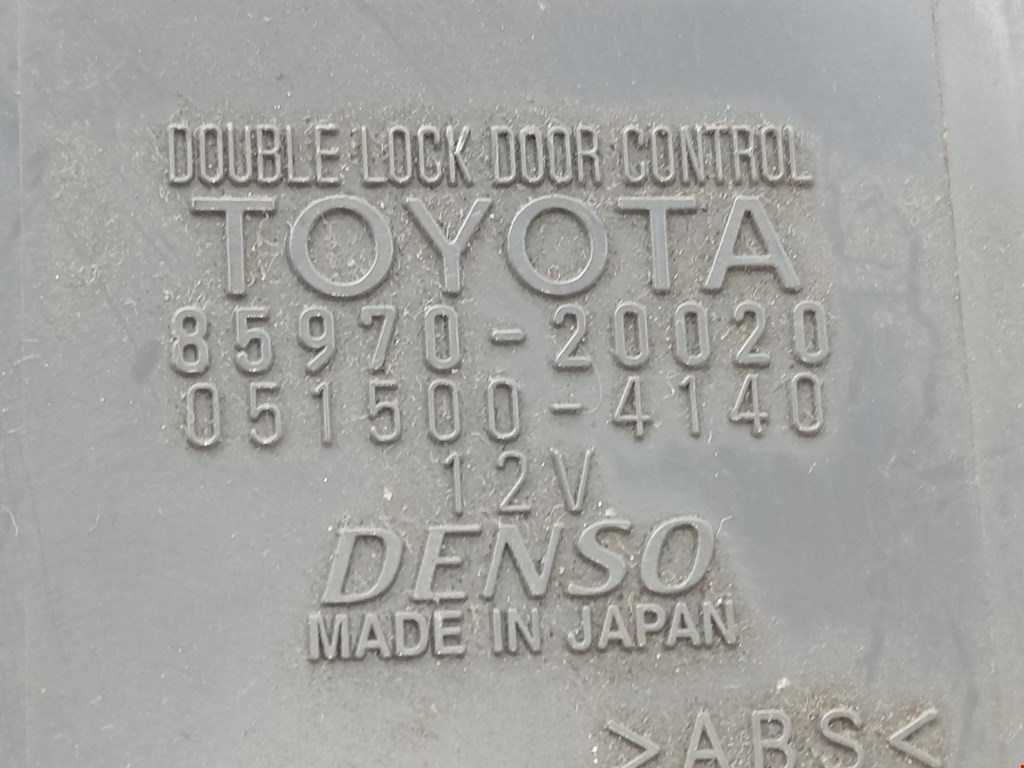 DOUBLE LOCK DOOR CONTROL
TOYOTA
85970-20020
051500-4140
12V
DENSO
MADE IN JAPAN
>ABS<